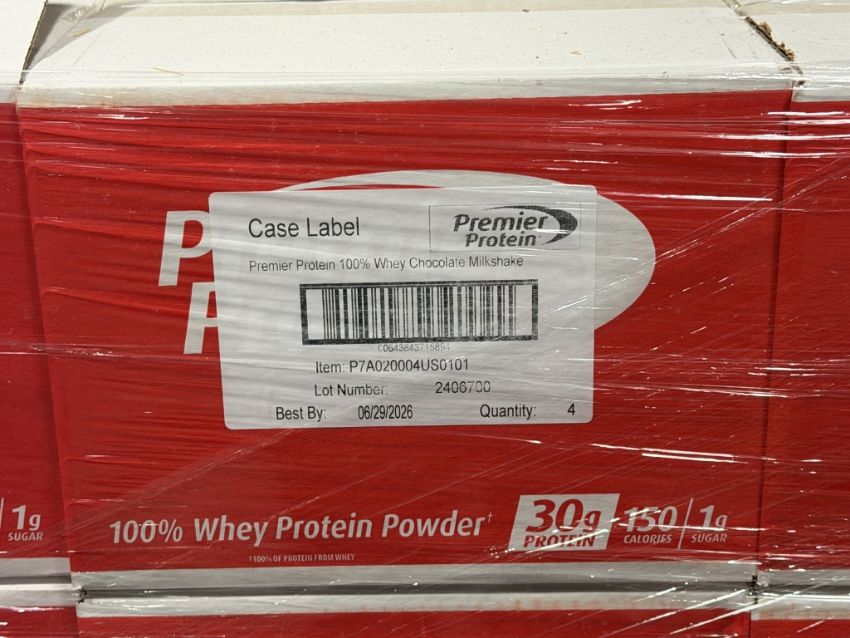 P
P
Case Label
Premier
Protein
Premier Protein 100% Whey Chocolate Milkshake
00643843715894
Item: P7A020004US0101
Lot Number: 2406700
Best By: 06/29/2026 Quantity: 4
1g
SUGAR
100% Whey Protein Powder†
†100% OF PROTEIN FROM WHEY
30g
PROTEIN
150
CALORIES
1g
SUGAR